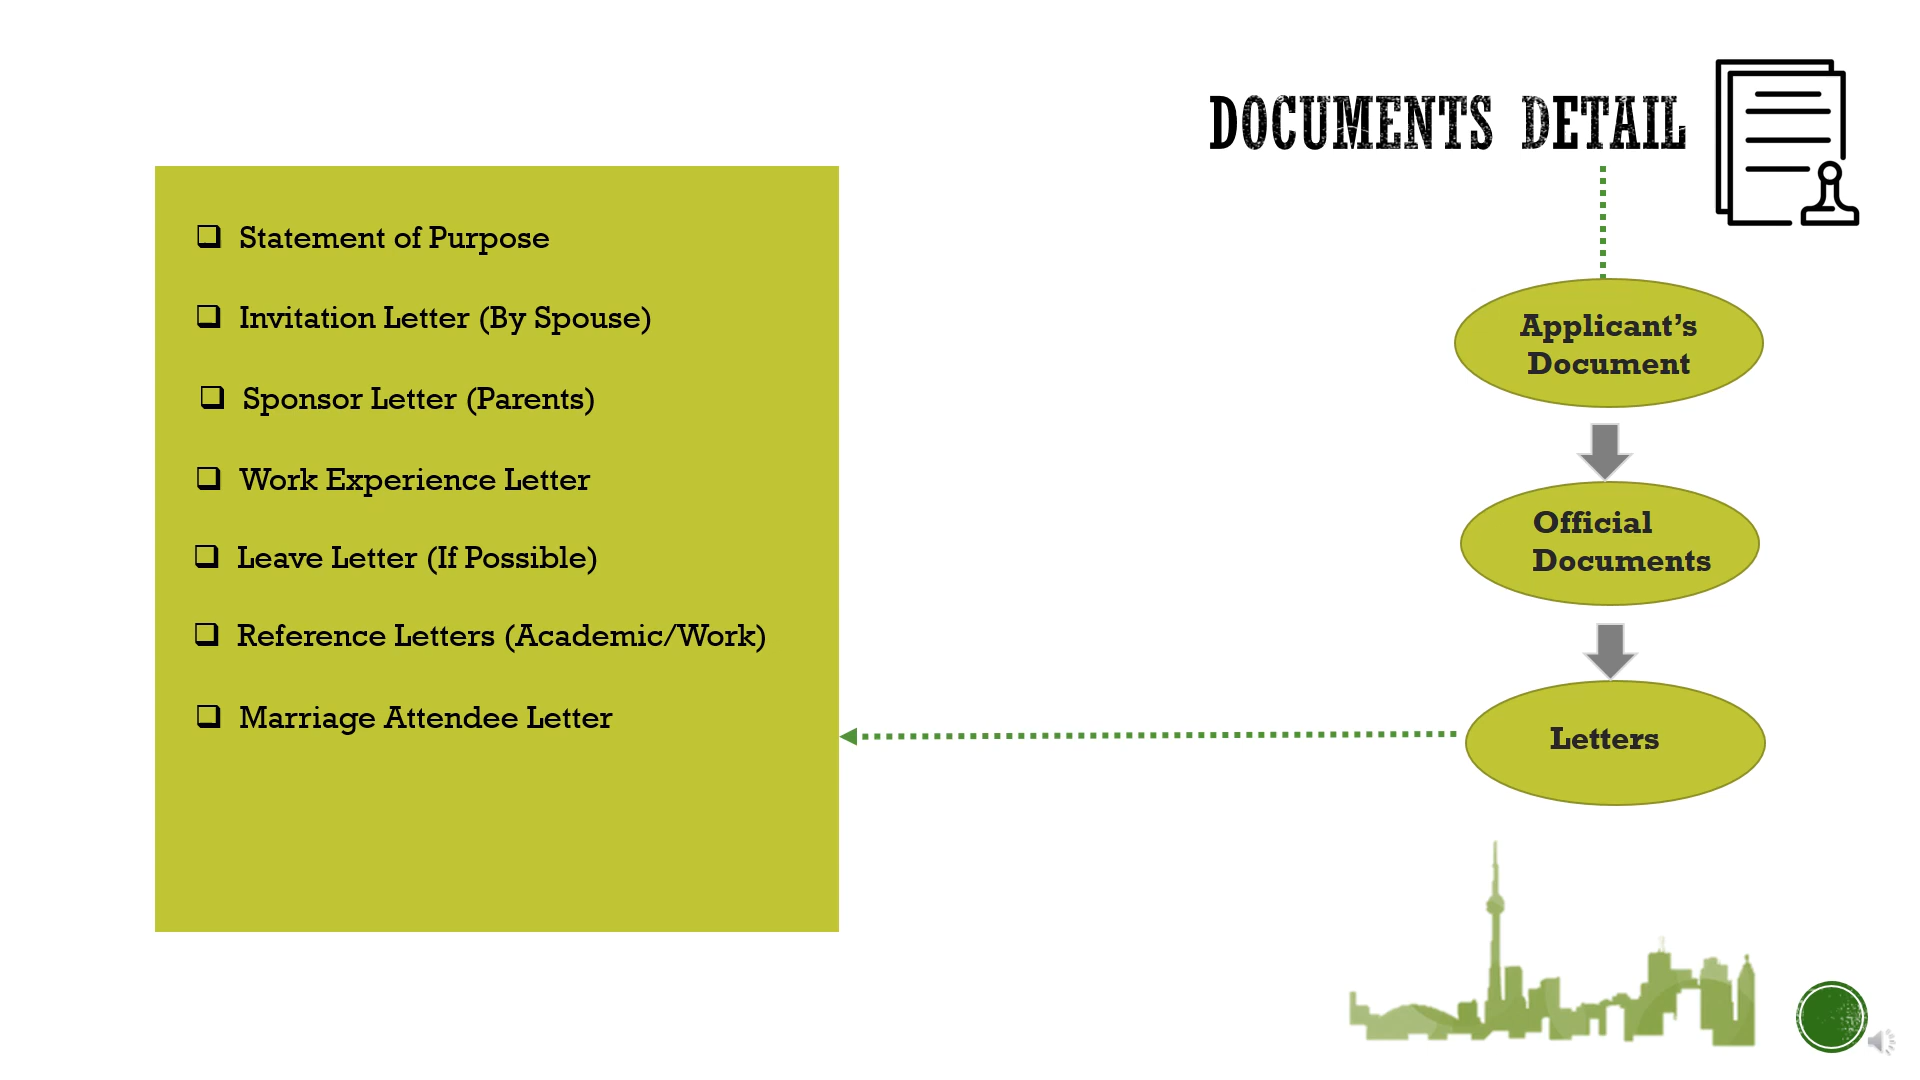 DOCUMENTS DETAIL
Statement of Purpose
Invitation Letter (By Spouse)
Sponsor Letter (Parents)
Work Experience Letter
Leave Letter (If Possible)
Reference Letters (Academic/Work)
Marriage Attendee Letter
Applicant’s
Document
Official
Documents
Letters